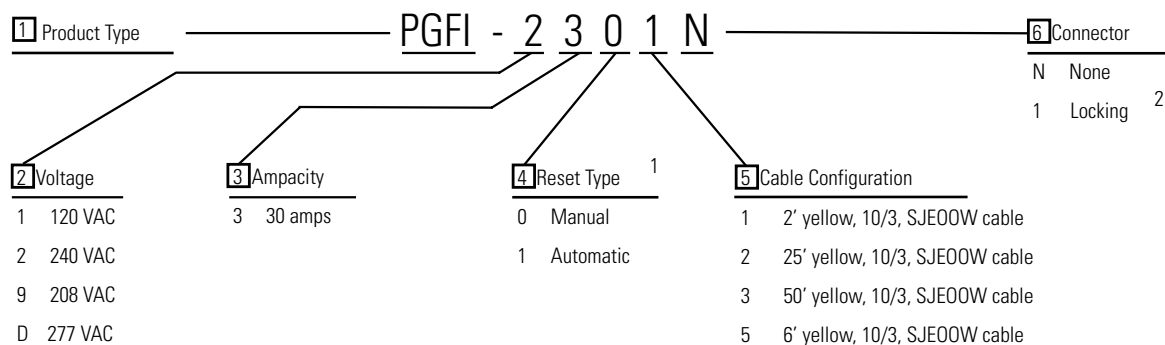 1 Product Type PGFI - 2 3 0 1 N 6 Connector
N None
1 Locking 2
2 Voltage 3 Ampacity 4 Reset Type 1 5 Cable Configuration
1 120 VAC 3 30 amps 0 Manual 1 2' yellow, 10/3, SJEOOW cable
2 240 VAC 1 Automatic 2 25' yellow, 10/3, SJEOOW cable
9 208 VAC 3 50' yellow, 10/3, SJEOOW cable
D 277 VAC 5 6' yellow, 10/3, SJEOOW cable